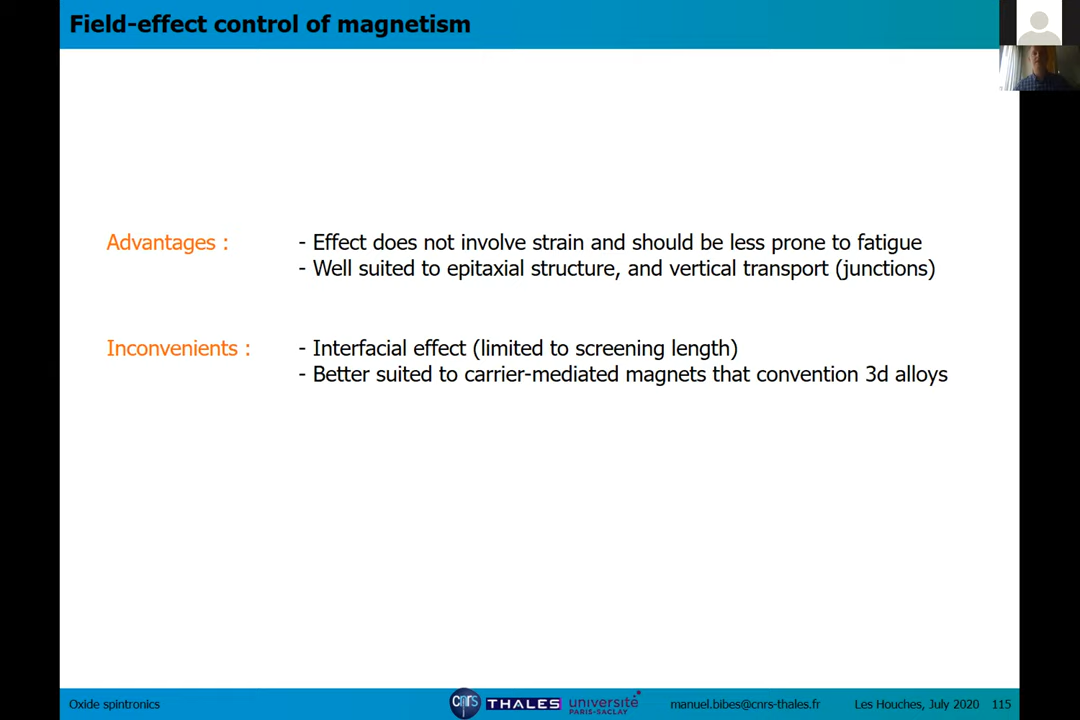 Field-effect control of magnetism
Advantages :
- Effect does not involve strain and should be less prone to fatigue
- Well suited to epitaxial structure, and vertical transport (junctions)
Inconvenients :
- Interfacial effect (limited to screening length)
- Better suited to carrier-mediated magnets that convention 3d alloys
Oxide spintronics
cnrs
THALES
université
PARIS-SACLAY
manuel.bibes@cnrs-thales.fr
Les Houches, July 2020
115